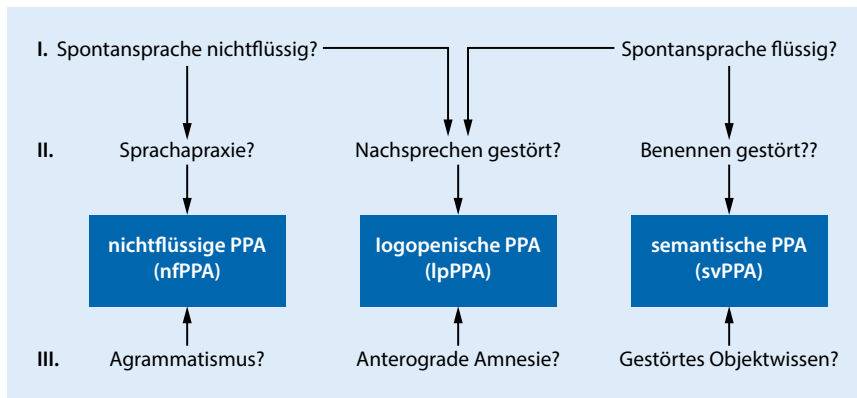 I. Spontansprache nichtflüssig? Spontansprache flüssig?
II. Sprachapraxie? Nachsprechen gestört? Benennen gestört??
nichtflüssige PPA logopenische PPA semantische PPA
(nfPPA) (lpPPA) (svPPA)
III. Agrammatismus? Anterograde Amnesie? Gestörtes Objektwissen?